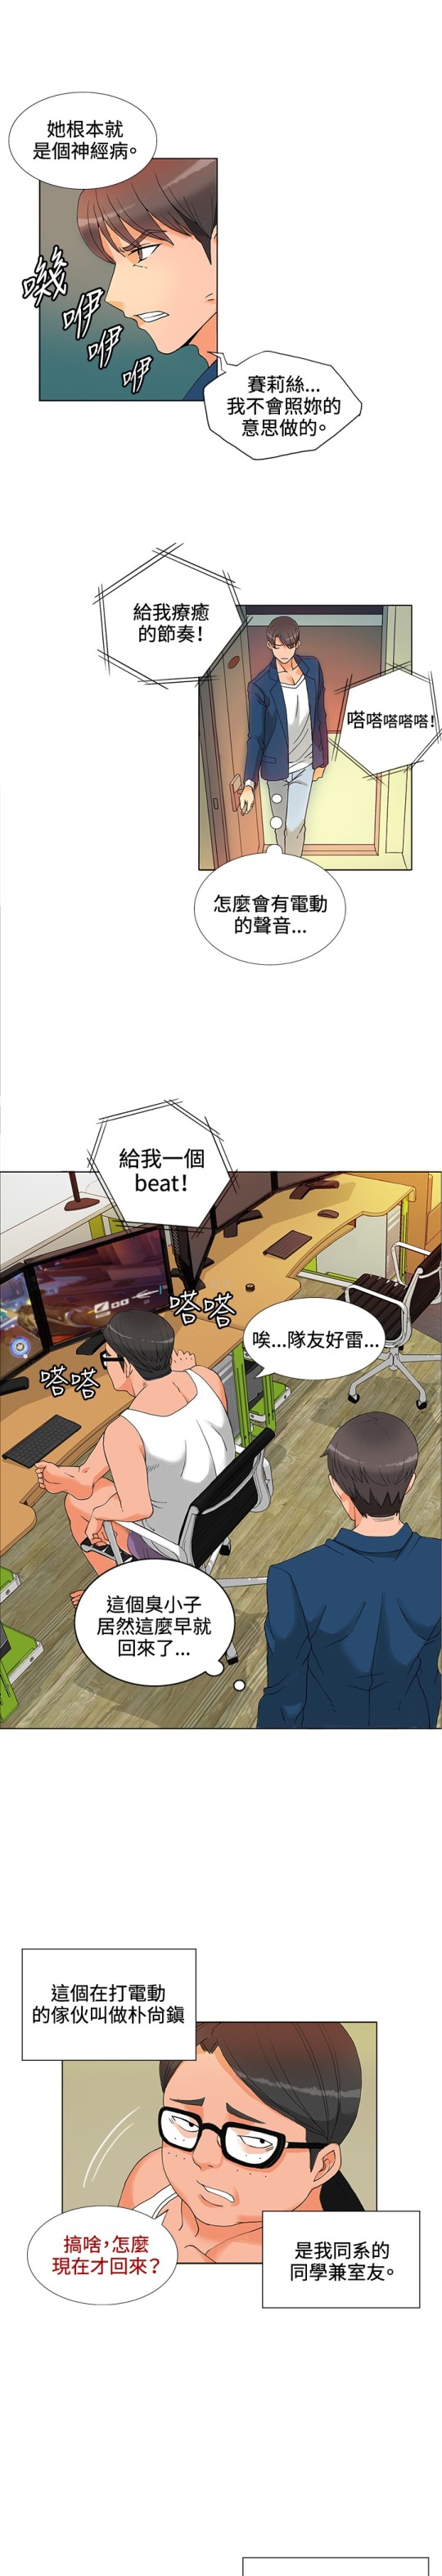 她根本就
是個神經病。
嘰
咿
咿
咿
賽莉絲...
我不會照妳的
意思做的。
給我療癒
的節奏！
嗒嗒嗒嗒嗒！
怎麼會有電動
的聲音...
給我一個
beat！
嗒嗒
唉...隊友好雷...
嗒嗒
這個臭小子
居然這麼早就
回來了...
這個在打電動
的傢伙叫做朴尚鎭
搞啥，怎麼
現在才回來？
是我同系的
同學兼室友。